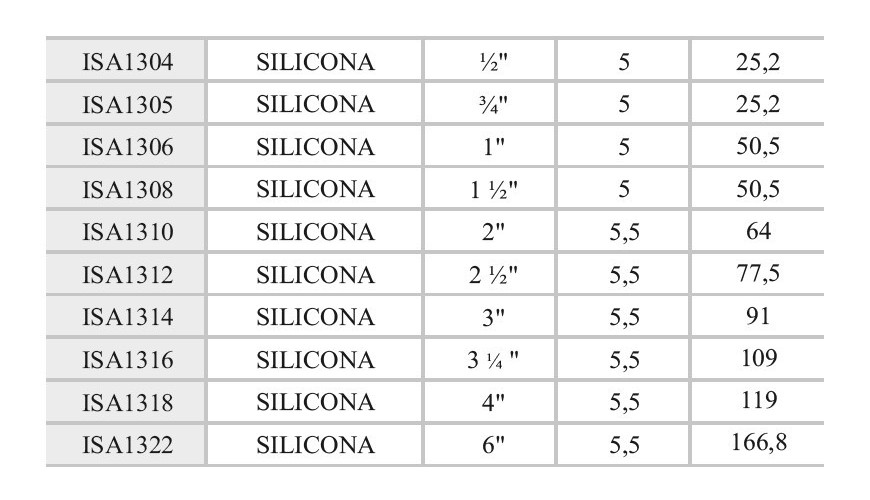 ISA1304 SILICONA ½" 5 25,2
ISA1305 SILICONA ¾" 5 25,2
ISA1306 SILICONA 1" 5 50,5
ISA1308 SILICONA 1 ½" 5 50,5
ISA1310 SILICONA 2" 5,5 64
ISA1312 SILICONA 2 ½" 5,5 77,5
ISA1314 SILICONA 3" 5,5 91
ISA1316 SILICONA 3 ¼ " 5,5 109
ISA1318 SILICONA 4" 5,5 119
ISA1322 SILICONA 6" 5,5 166,8